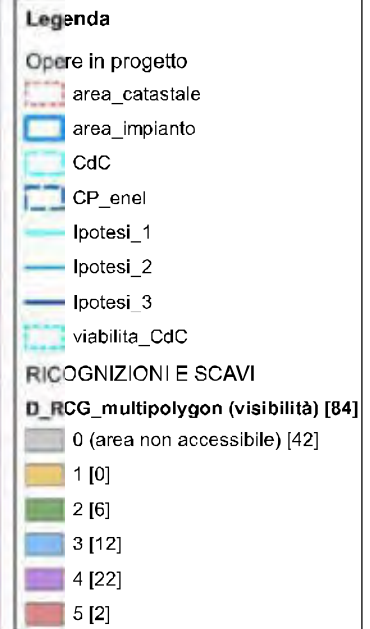 Legenda
Opere in progetto
area_catastale
area_impianto
CdC
CP_enel
Ipotesi_1
Ipotesi_2
Ipotesi_3
viabilita_CdC
RICOGNIZIONI E SCAVI
D_RCG_multipolygon (visibilità) [84]
0 (area non accessibile) [42]
1 [0]
2 [6]
3 [12]
4 [22]
5 [2]